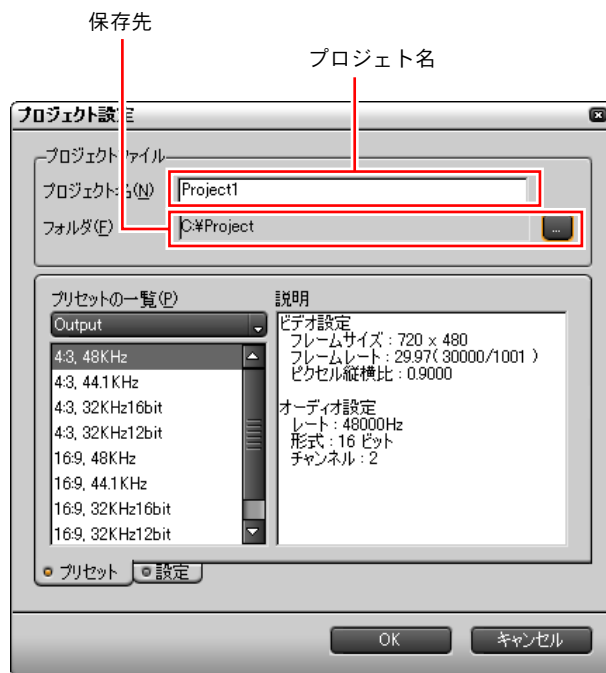 保存先
プロジェト名
プロジェクト設定
プロジェクトファイル
プロジェクト名(N) Project1
フォルダ(F) C:¥Project ...
プリセットの一覧(P)
Output
4:3, 48KHz
4:3, 44.1KHz
4:3, 32KHz16bit
4:3, 32KHz12bit
16:9, 48KHz
16:9, 44.1KHz
16:9, 32KHz16bit
16:9, 32KHz12bit
説明
ビデオ設定
フレームサイズ : 720 x 480
フレームレート : 29.97( 30000/1001 )
ピクセル縦横比 : 0.9000
オーディオ設定
レート : 48000Hz
形式 : 16 ビット
チャンネル : 2
プリセット 設定
OK キャンセル